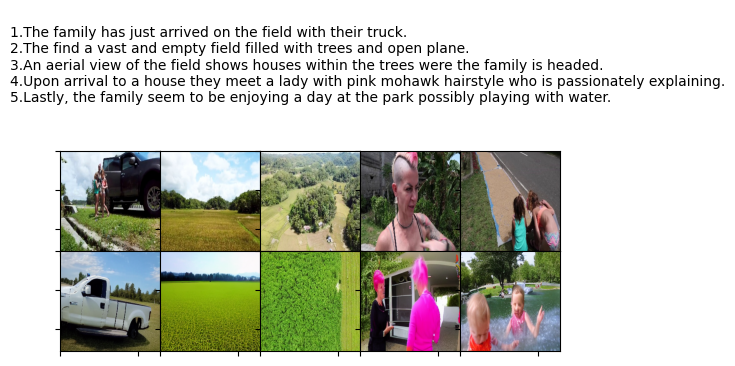 1.The family has just arrived on the field with their truck.
2.The find a vast and empty field filled with trees and open plane.
3.An aerial view of the field shows houses within the trees were the family is headed.
4.Upon arrival to a house they meet a lady with pink mohawk hairstyle who is passionately explaining.
5.Lastly, the family seem to be enjoying a day at the park possibly playing with water.